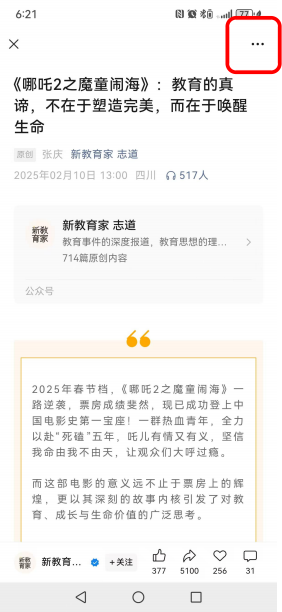 6:21
77
《哪吒2之魔童闹海》：教育的真
谛，不在于塑造完美，而在于唤醒
生命
原创 张庆 新教育家 志道
2025年02月10日 13:00 四川 517人
新教
育家
新教育家 志道
教育事件的深度报道，教育思想的理...
714篇原创内容
公众号
2025年春节档，《哪吒2之魔童闹海》一
路逆袭，票房成绩斐然，现已成功登上中
国电影史第一宝座！一群热血青年，全力
以赴“死磕”五年，吒儿有情又有义，坚信
我命由我不由天，让观众们大呼过瘾。
而这部电影的意义远不止于票房上的辉
煌，更以其深刻的故事内核引发了对教
育、成长与生命价值的广泛思考。
新教
育家
新教育... +关注
377 5100 256 31